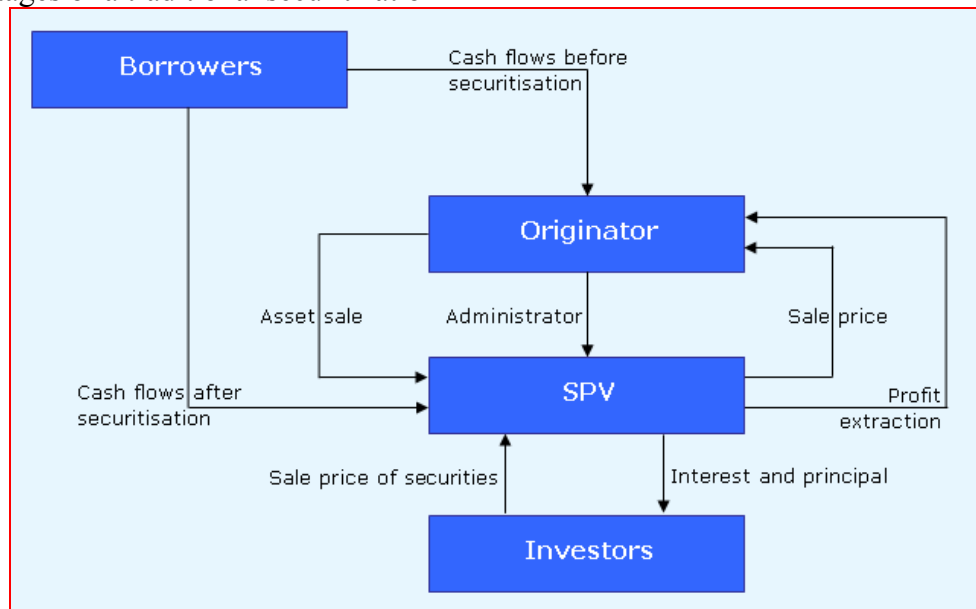 Borrowers
Cash flows before
securitisation
Originator
Asset sale
Administrator
Sale price
SPV
Cash flows after
securitisation
Profit
extraction
Sale price of securities
Interest and principal
Investors